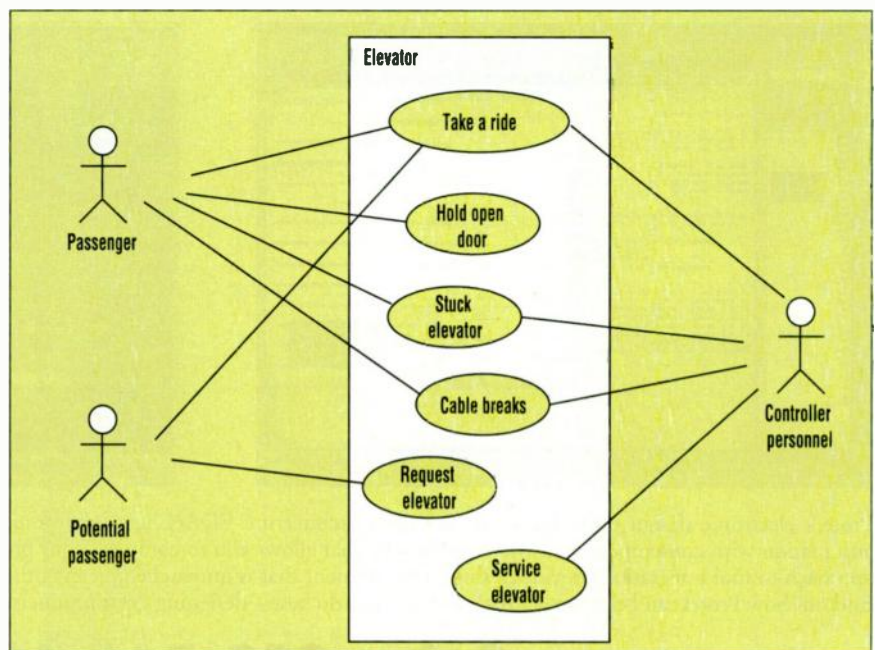 Elevator
Take a ride
Hold open
door
Passenger
Stuck
elevator
Cable breaks
Controller
personnel
Request
elevator
Potential
passenger
Service
elevator